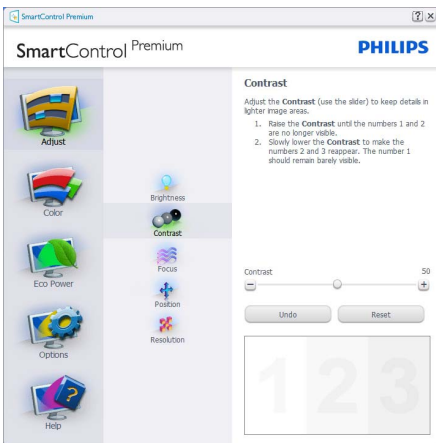 SmartControl Premium
SmartControl Premium
PHILIPS
Adjust
Color
Eco Power
Options
Help
Brightness
Contrast
Focus
Position
Resolution
Contrast
Adjust the Contrast (use the slider) to keep details in
lighter image areas.
1. Raise the Contrast until the numbers 1 and 2
are no longer visible.
2. Slowly lower the Contrast to make the
numbers 2 and 3 reappear. The number 1
should remain barely visible.
Contrast 50
Undo Reset
1 2 3